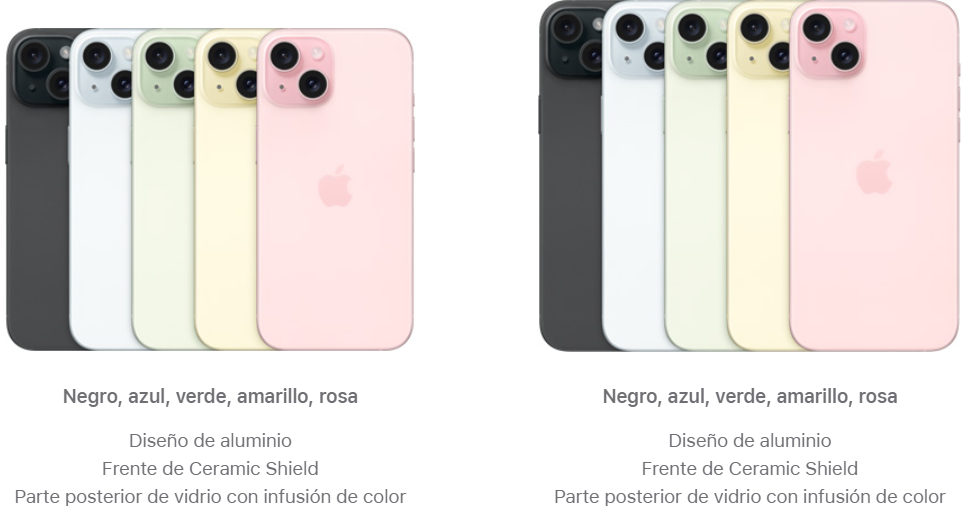 Negro, azul, verde, amarillo, rosa
Diseño de aluminio
Frente de Ceramic Shield
Parte posterior de vidrio con infusión de color
Negro, azul, verde, amarillo, rosa
Diseño de aluminio
Frente de Ceramic Shield
Parte posterior de vidrio con infusión de color